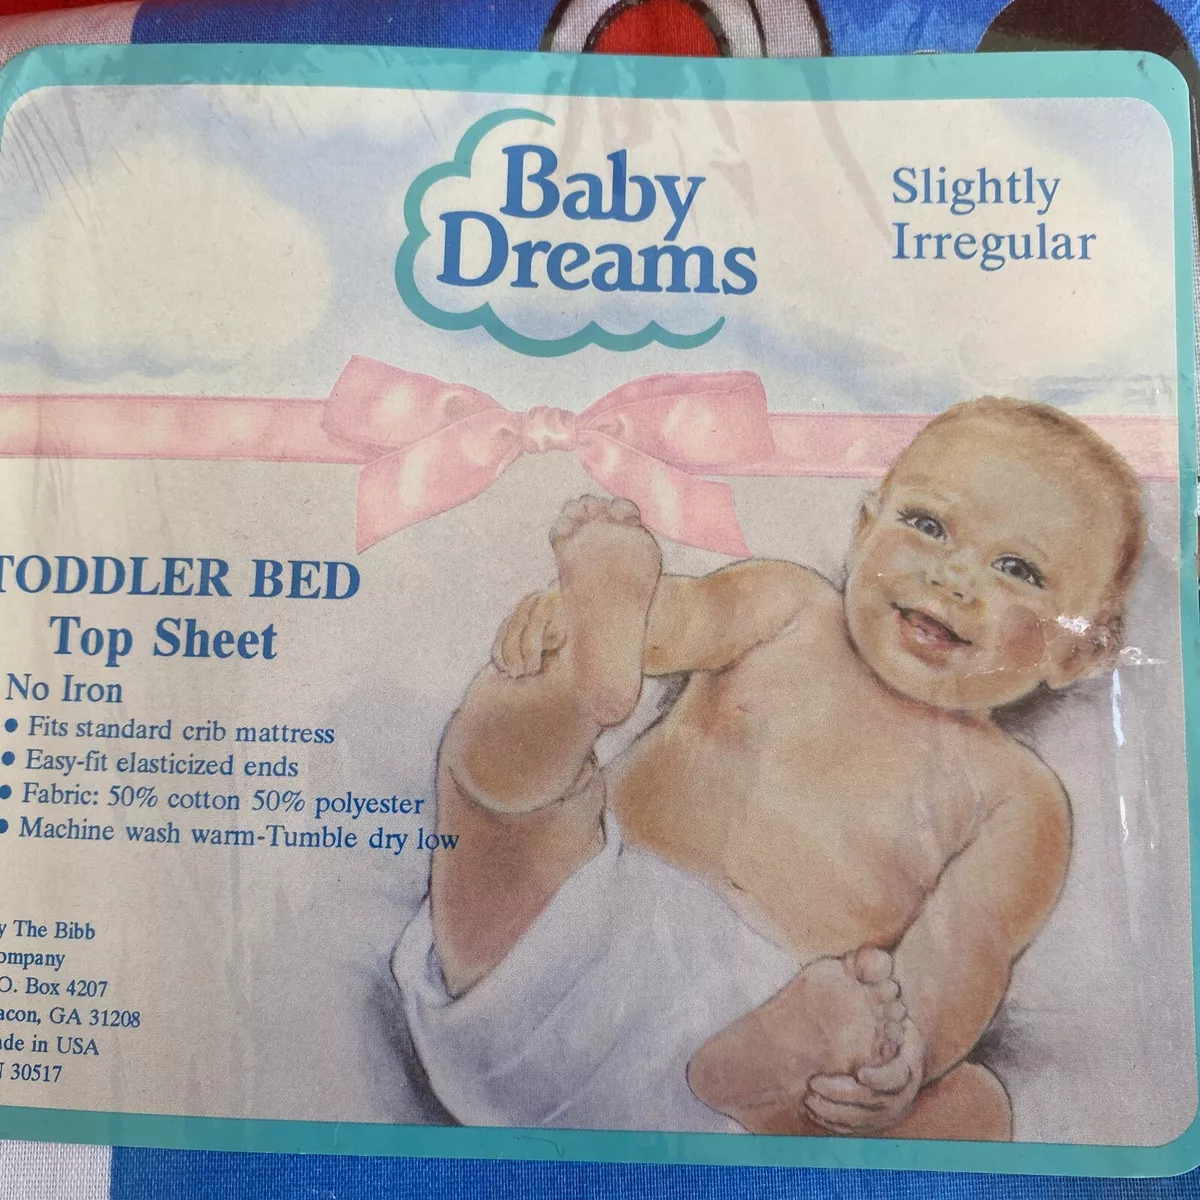 Baby
Dreams
Slightly
Irregular
TODDLER BED
Top Sheet
No Iron
• Fits standard crib mattress
• Easy-fit elasticized ends
• Fabric: 50% cotton 50% polyester
• Machine wash warm-Tumble dry low
y The Bibb
ompany
O. Box 4207
acon, GA 31208
ade in USA
30517